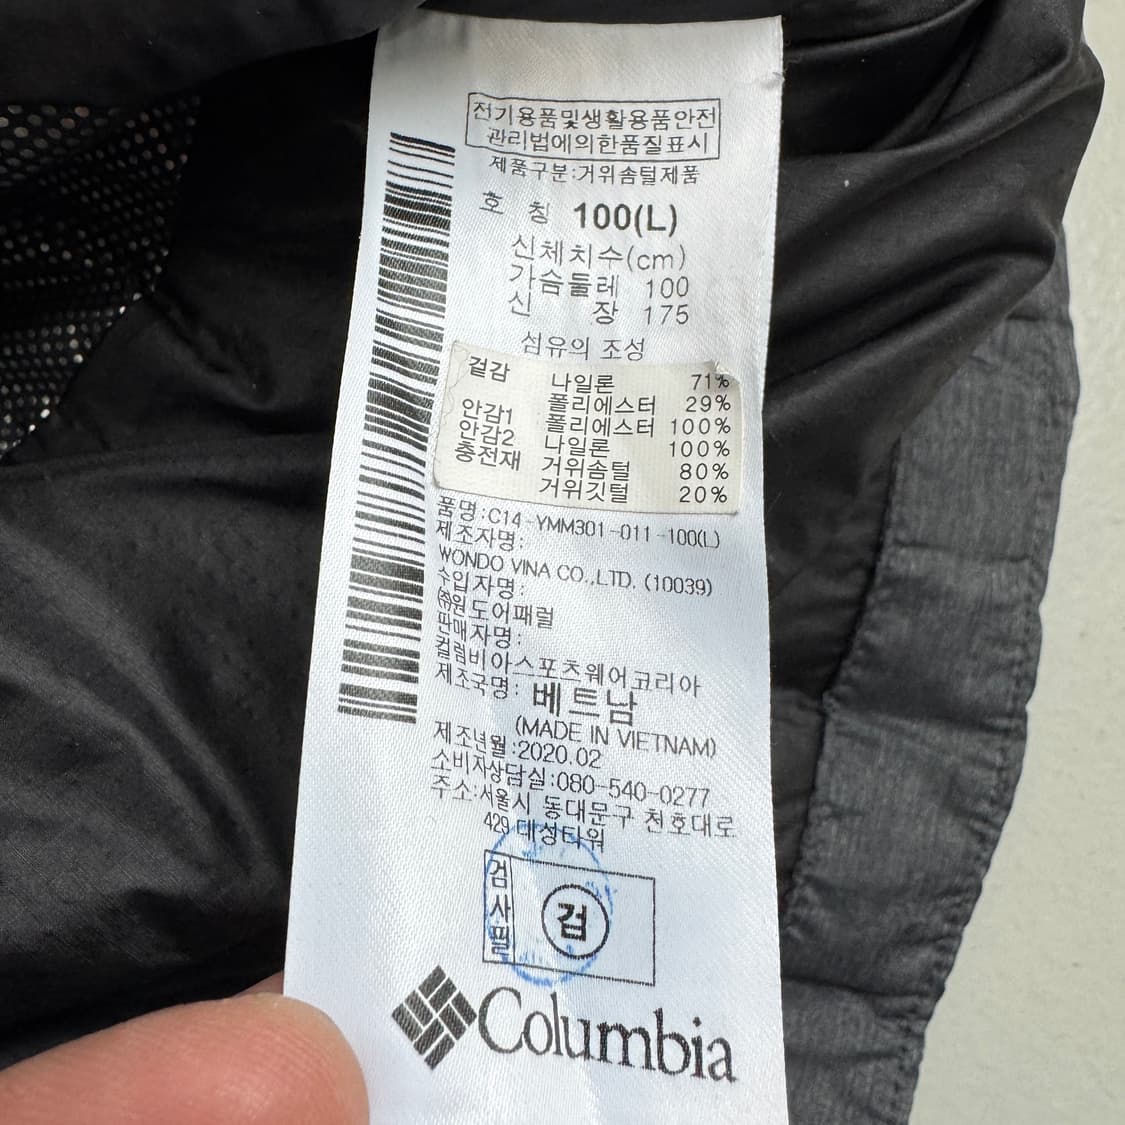 전기용품및생활용품안전
관리법에의한품질표시
제품구분:거위솜털제품
호 칭 100(L)
신체치수(cm)
가슴둘레 100
신 장 175
섬유의 조성
겉감 나일론 71%
폴리에스터 29%
안감1 폴리에스터 100%
안감2 나일론 100%
충전재 거위솜털 80%
거위깃털 20%
품명:C14-YMM301-011-100(L)
제조자명:
WONDO VINA CO.,LTD. (10039)
수입자명:
㈜원도어패럴
판매자명:
컬럼비아스포츠웨어코리아
제조국명: 베트남
(MADE IN VIETNAM)
제조년월:2020.02
소비자상담실:080-540-0277
주소:서울시 동대문구 천호대로
429 대성타워
검사필 검
Columbia